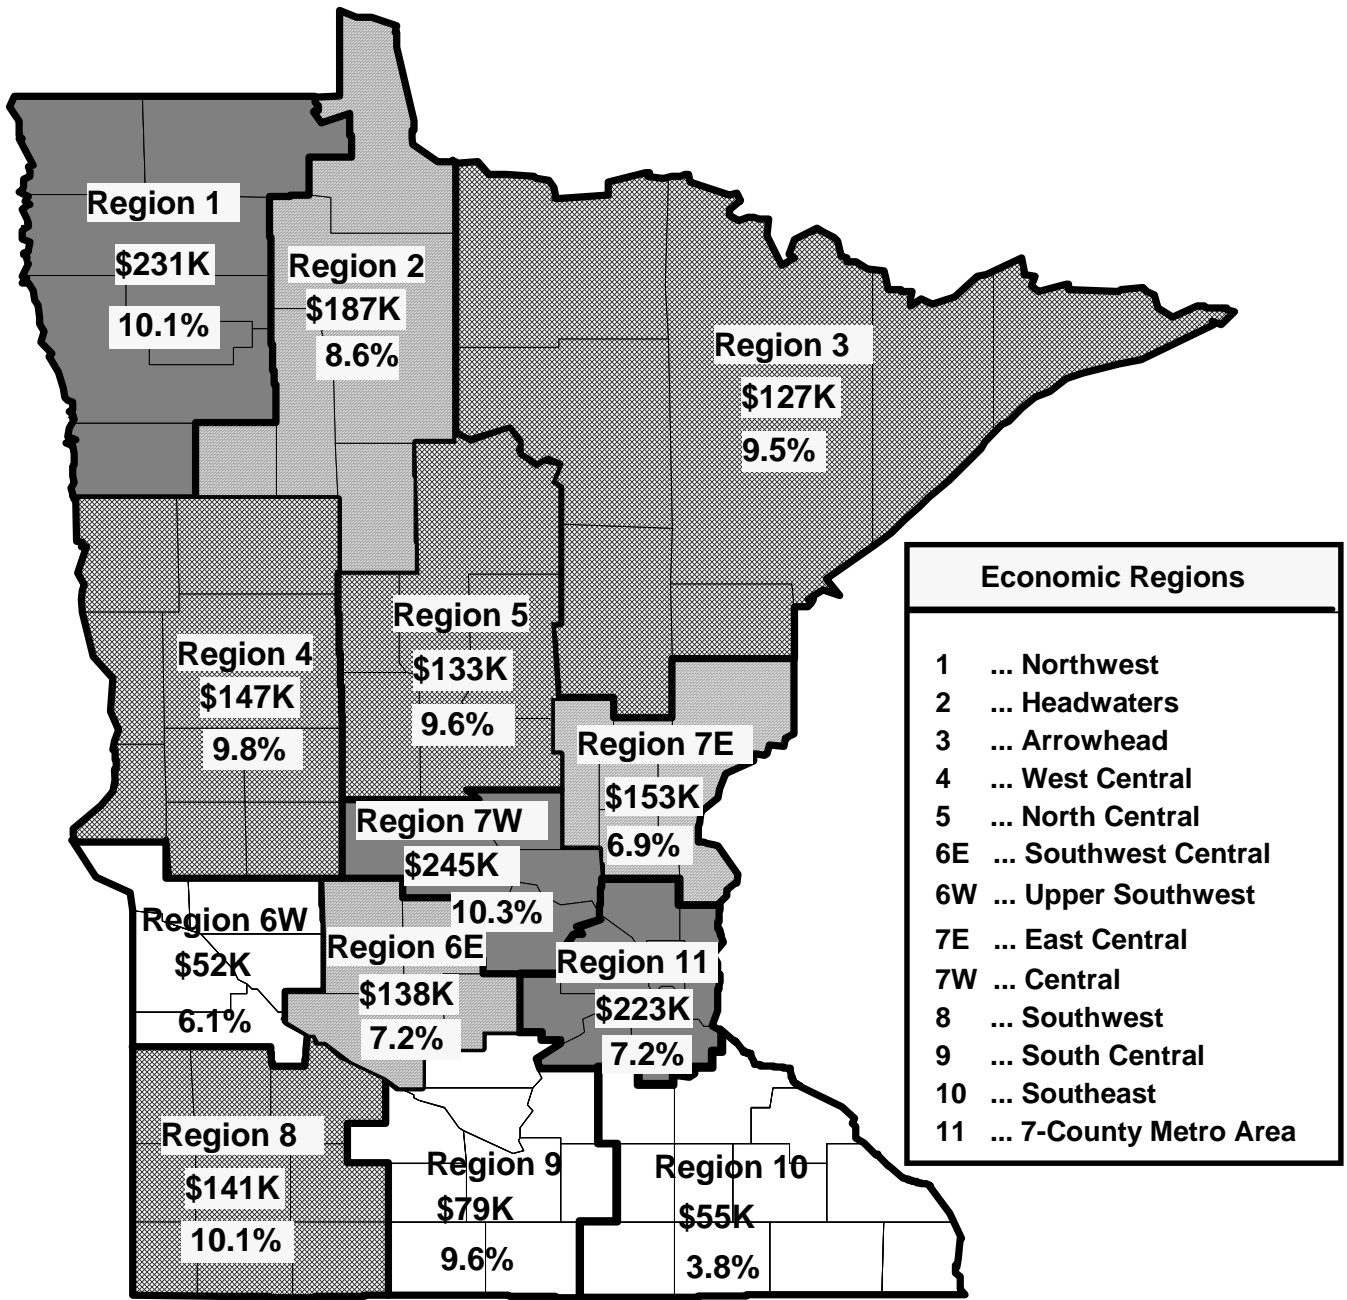 Region 1
$231K
10.1%
Region 2
$187K
8.6%
Region 3
$127K
9.5%
Region 4
$147K
9.8%
Region 5
$133K
9.6%
Region 7E
$153K
6.9%
Region 7W
$245K
10.3%
Region 6W
$52K
6.1%
Region 6E
$138K
7.2%
Region 11
$223K
7.2%
Region 8
$141K
10.1%
Region 9
$79K
9.6%
Region 10
$55K
3.8%
Economic Regions
1 ... Northwest
2 ... Headwaters
3 ... Arrowhead
4 ... West Central
5 ... North Central
6E ... Southwest Central
6W ... Upper Southwest
7E ... East Central
7W ... Central
8 ... Southwest
9 ... South Central
10 ... Southeast
11 ... 7-County Metro Area